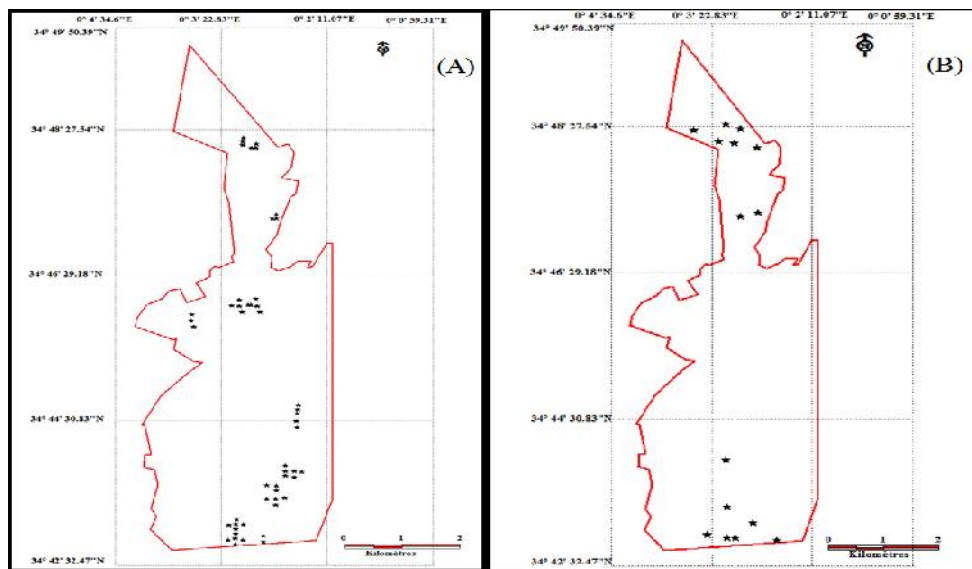 0° 4' 34.6"E 0° 3' 22.83"E 0° 1' 11.07"E 0° 0' 59.31"E
34° 49' 50.39"N
(A)
34° 48' 27.54"N
34° 46' 29.18"N
34° 44' 30.83"N
34° 42' 32.47"N
0 1 2
Kilomètres
0° 4' 34.6"E 0° 3' 22.83"E 0° 2' 11.07"E 0° 0' 59.31"E
34° 49' 50.39"N
(B)
34° 48' 27.54"N
34° 46' 29.18"N
34° 44' 30.83"N
34° 42' 32.47"N
0 1 2
Kilomètres